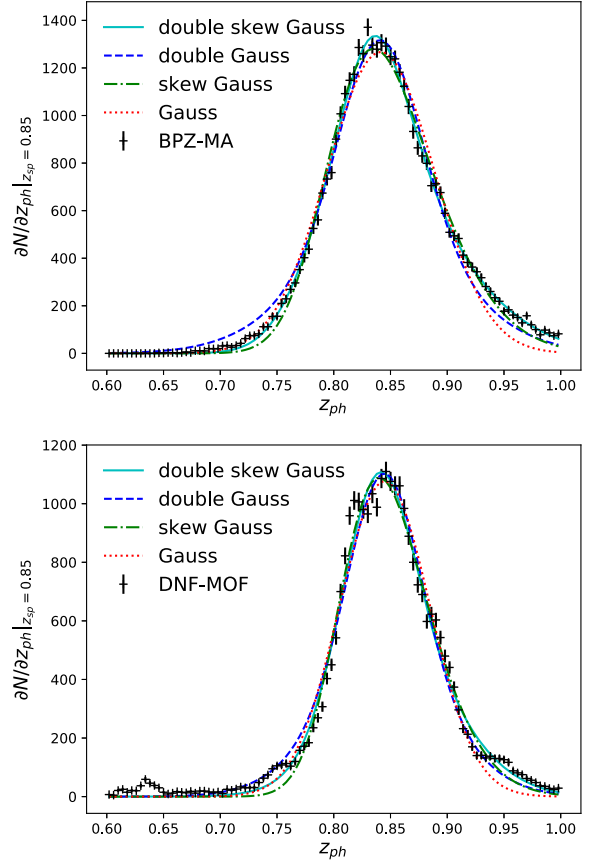 1400
1200
1000
800
600
400
200
0
∂N/∂z_ph|_{z_sp = 0.85}
double skew Gauss
double Gauss
skew Gauss
Gauss
BPZ-MA
0.60 0.65 0.70 0.75 0.80 0.85 0.90 0.95 1.00
z_ph
1200
1000
800
600
400
200
0
∂N/∂z_ph|_{z_sp = 0.85}
double skew Gauss
double Gauss
skew Gauss
Gauss
DNF-MOF
0.60 0.65 0.70 0.75 0.80 0.85 0.90 0.95 1.00
z_ph